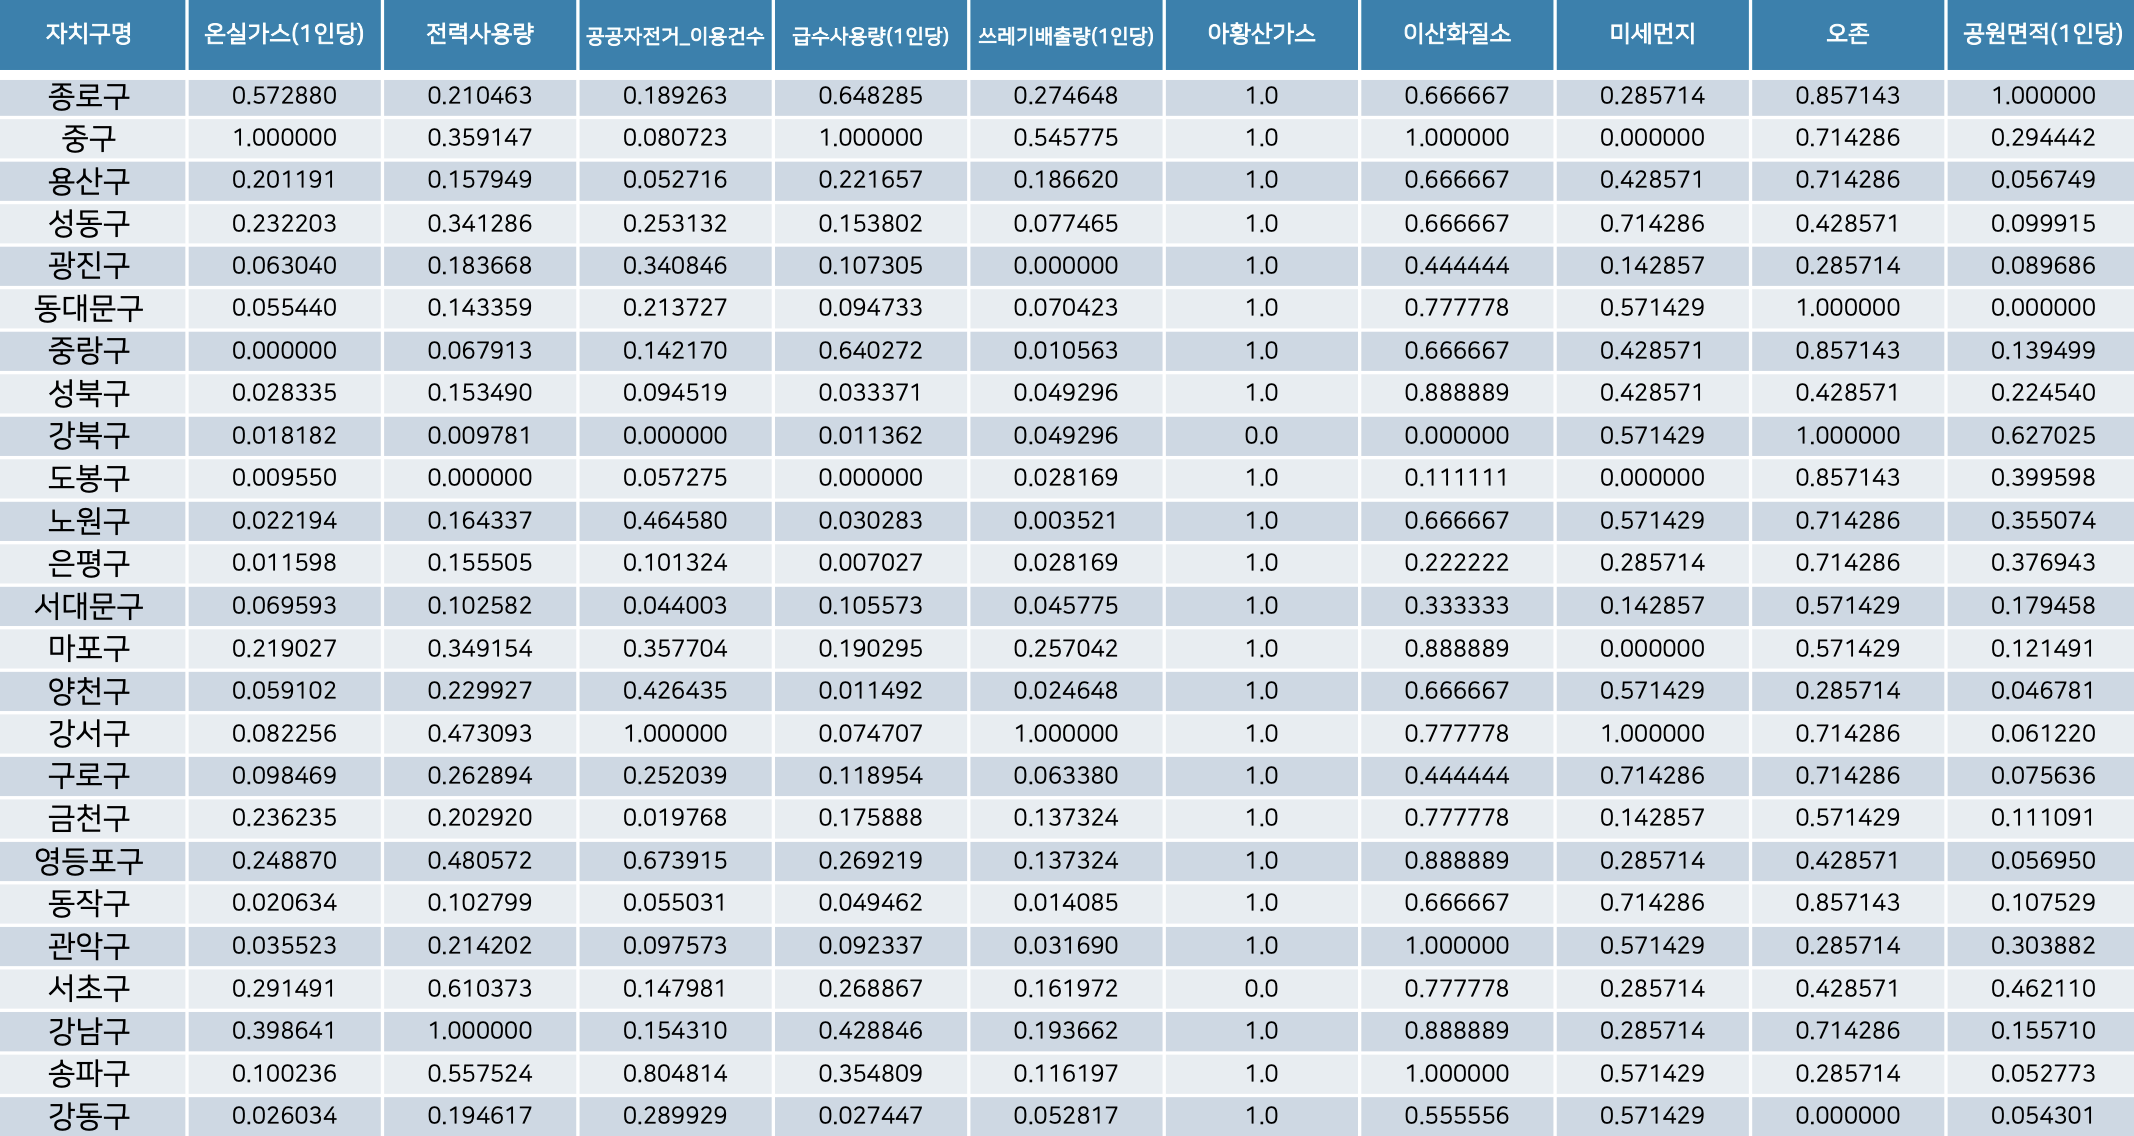 자치구명 온실가스(1인당) 전력사용량 공공자전거_이용건수 급수사용량(1인당) 쓰레기배출량(1인당) 아황산가스 이산화질소 미세먼지 오존 공원면적(1인당)
종로구 0.572880 0.210463 0.189263 0.648285 0.274648 1.0 0.666667 0.285714 0.857143 1.000000
중구 1.000000 0.359147 0.080723 1.000000 0.545775 1.0 1.000000 0.000000 0.714286 0.294442
용산구 0.201191 0.157949 0.052716 0.221657 0.186620 1.0 0.666667 0.428571 0.714286 0.056749
성동구 0.232203 0.341286 0.253132 0.153802 0.077465 1.0 0.666667 0.714286 0.428571 0.099915
광진구 0.063040 0.183668 0.340846 0.107305 0.000000 1.0 0.444444 0.142857 0.285714 0.089686
동대문구 0.055440 0.143359 0.213727 0.094733 0.070423 1.0 0.777778 0.571429 1.000000 0.000000
중랑구 0.000000 0.067913 0.142170 0.640272 0.010563 1.0 0.666667 0.428571 0.857143 0.139499
성북구 0.028335 0.153490 0.094519 0.033371 0.049296 1.0 0.888889 0.428571 0.428571 0.224540
강북구 0.018182 0.009781 0.000000 0.011362 0.049296 0.0 0.000000 0.571429 1.000000 0.627025
도봉구 0.009550 0.000000 0.057275 0.000000 0.028169 1.0 0.111111 0.000000 0.857143 0.399598
노원구 0.022194 0.164337 0.464580 0.030283 0.003521 1.0 0.666667 0.571429 0.714286 0.355074
은평구 0.011598 0.155505 0.101324 0.007027 0.028169 1.0 0.222222 0.285714 0.714286 0.376943
서대문구 0.069593 0.102582 0.044003 0.105573 0.045775 1.0 0.333333 0.142857 0.571429 0.179458
마포구 0.219027 0.349154 0.357704 0.190295 0.257042 1.0 0.888889 0.000000 0.571429 0.121491
양천구 0.059102 0.229927 0.426435 0.011492 0.024648 1.0 0.666667 0.571429 0.285714 0.046781
강서구 0.082256 0.473093 1.000000 0.074707 1.000000 1.0 0.777778 1.000000 0.714286 0.061220
구로구 0.098469 0.262894 0.252039 0.118954 0.063380 1.0 0.444444 0.714286 0.714286 0.075636
금천구 0.236235 0.202920 0.019768 0.175888 0.137324 1.0 0.777778 0.142857 0.571429 0.111091
영등포구 0.248870 0.480572 0.673915 0.269219 0.137324 1.0 0.888889 0.285714 0.428571 0.056950
동작구 0.020634 0.102799 0.055031 0.049462 0.014085 1.0 0.666667 0.714286 0.857143 0.107529
관악구 0.035523 0.214202 0.097573 0.092337 0.031690 1.0 1.000000 0.571429 0.285714 0.303882
서초구 0.291491 0.610373 0.147981 0.268867 0.161972 0.0 0.777778 0.285714 0.428571 0.462110
강남구 0.398641 1.000000 0.154310 0.428846 0.193662 1.0 0.888889 0.285714 0.714286 0.155710
송파구 0.100236 0.557524 0.804814 0.354809 0.116197 1.0 1.000000 0.571429 0.285714 0.052773
강동구 0.026034 0.194617 0.289929 0.027447 0.052817 1.0 0.555556 0.571429 0.000000 0.054301